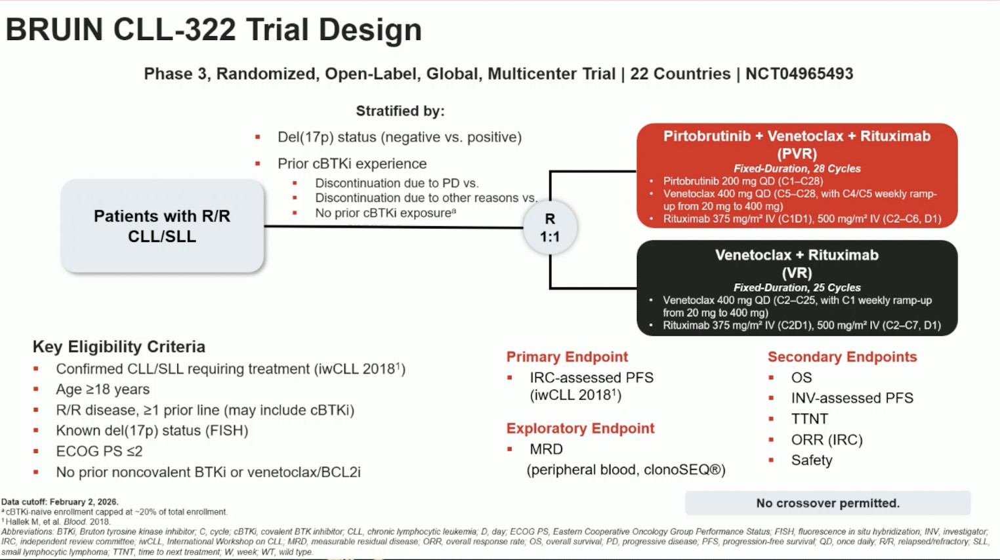 BRUIN CLL-322 Trial Design
Phase 3, Randomized, Open-Label, Global, Multicenter Trial | 22 Countries | NCT04965493
Stratified by:
▪ Del(17p) status (negative vs. positive)
▪ Prior cBTKi experience
▪ Discontinuation due to PD vs.
▪ Discontinuation due to other reasons vs.
▪ No prior cBTKi exposureᵃ
Patients with R/R
CLL/SLL
R
1:1
Pirtobrutinib + Venetoclax + Rituximab
(PVR)
Fixed-Duration, 28 Cycles
• Pirtobrutinib 200 mg QD (C1–C28)
• Venetoclax 400 mg QD (C5–C28, with C4/C5 weekly ramp-
up from 20 mg to 400 mg)
• Rituximab 375 mg/m² IV (C1D1), 500 mg/m² IV (C2–C6, D1)
Venetoclax + Rituximab
(VR)
Fixed-Duration, 25 Cycles
• Venetoclax 400 mg QD (C2–C25, with C1 weekly ramp-up
from 20 mg to 400 mg)
• Rituximab 375 mg/m² IV (C2D1), 500 mg/m² IV (C2–C7, D1)
Key Eligibility Criteria
▪ Confirmed CLL/SLL requiring treatment (iwCLL 2018¹)
▪ Age ≥18 years
▪ R/R disease, ≥1 prior line (may include cBTKi)
▪ Known del(17p) status (FISH)
▪ ECOG PS ≤2
▪ No prior noncovalent BTKi or venetoclax/BCL2i
Primary Endpoint
▪ IRC-assessed PFS
(iwCLL 2018¹)
Exploratory Endpoint
▪ MRD
(peripheral blood, clonoSEQ®)
Secondary Endpoints
▪ OS
▪ INV-assessed PFS
▪ TTNT
▪ ORR (IRC)
▪ Safety
No crossover permitted.
Data cutoff: February 2, 2026.
ᵃ cBTKi-naive enrollment capped at ~20% of total enrollment.
¹ Hallek M, et al. Blood. 2018.
Abbreviations: BTKi, Bruton tyrosine kinase inhibitor; C, cycle; cBTKi, covalent BTK inhibitor; CLL, chronic lymphocytic leukemia; D, day; ECOG PS, Eastern Cooperative Oncology Group Performance Status; FISH, fluorescence in situ hybridization; INV, investigator;
IRC, independent review committee; iwCLL, International Workshop on CLL; MRD, measurable residual disease; ORR, overall response rate; OS, overall survival; PD, progressive disease; PFS, progression-free survival; QD, once daily; R/R, relapsed/refractory; SLL,
small lymphocytic lymphoma; TTNT, time to next treatment; W, week; WT, wild type.